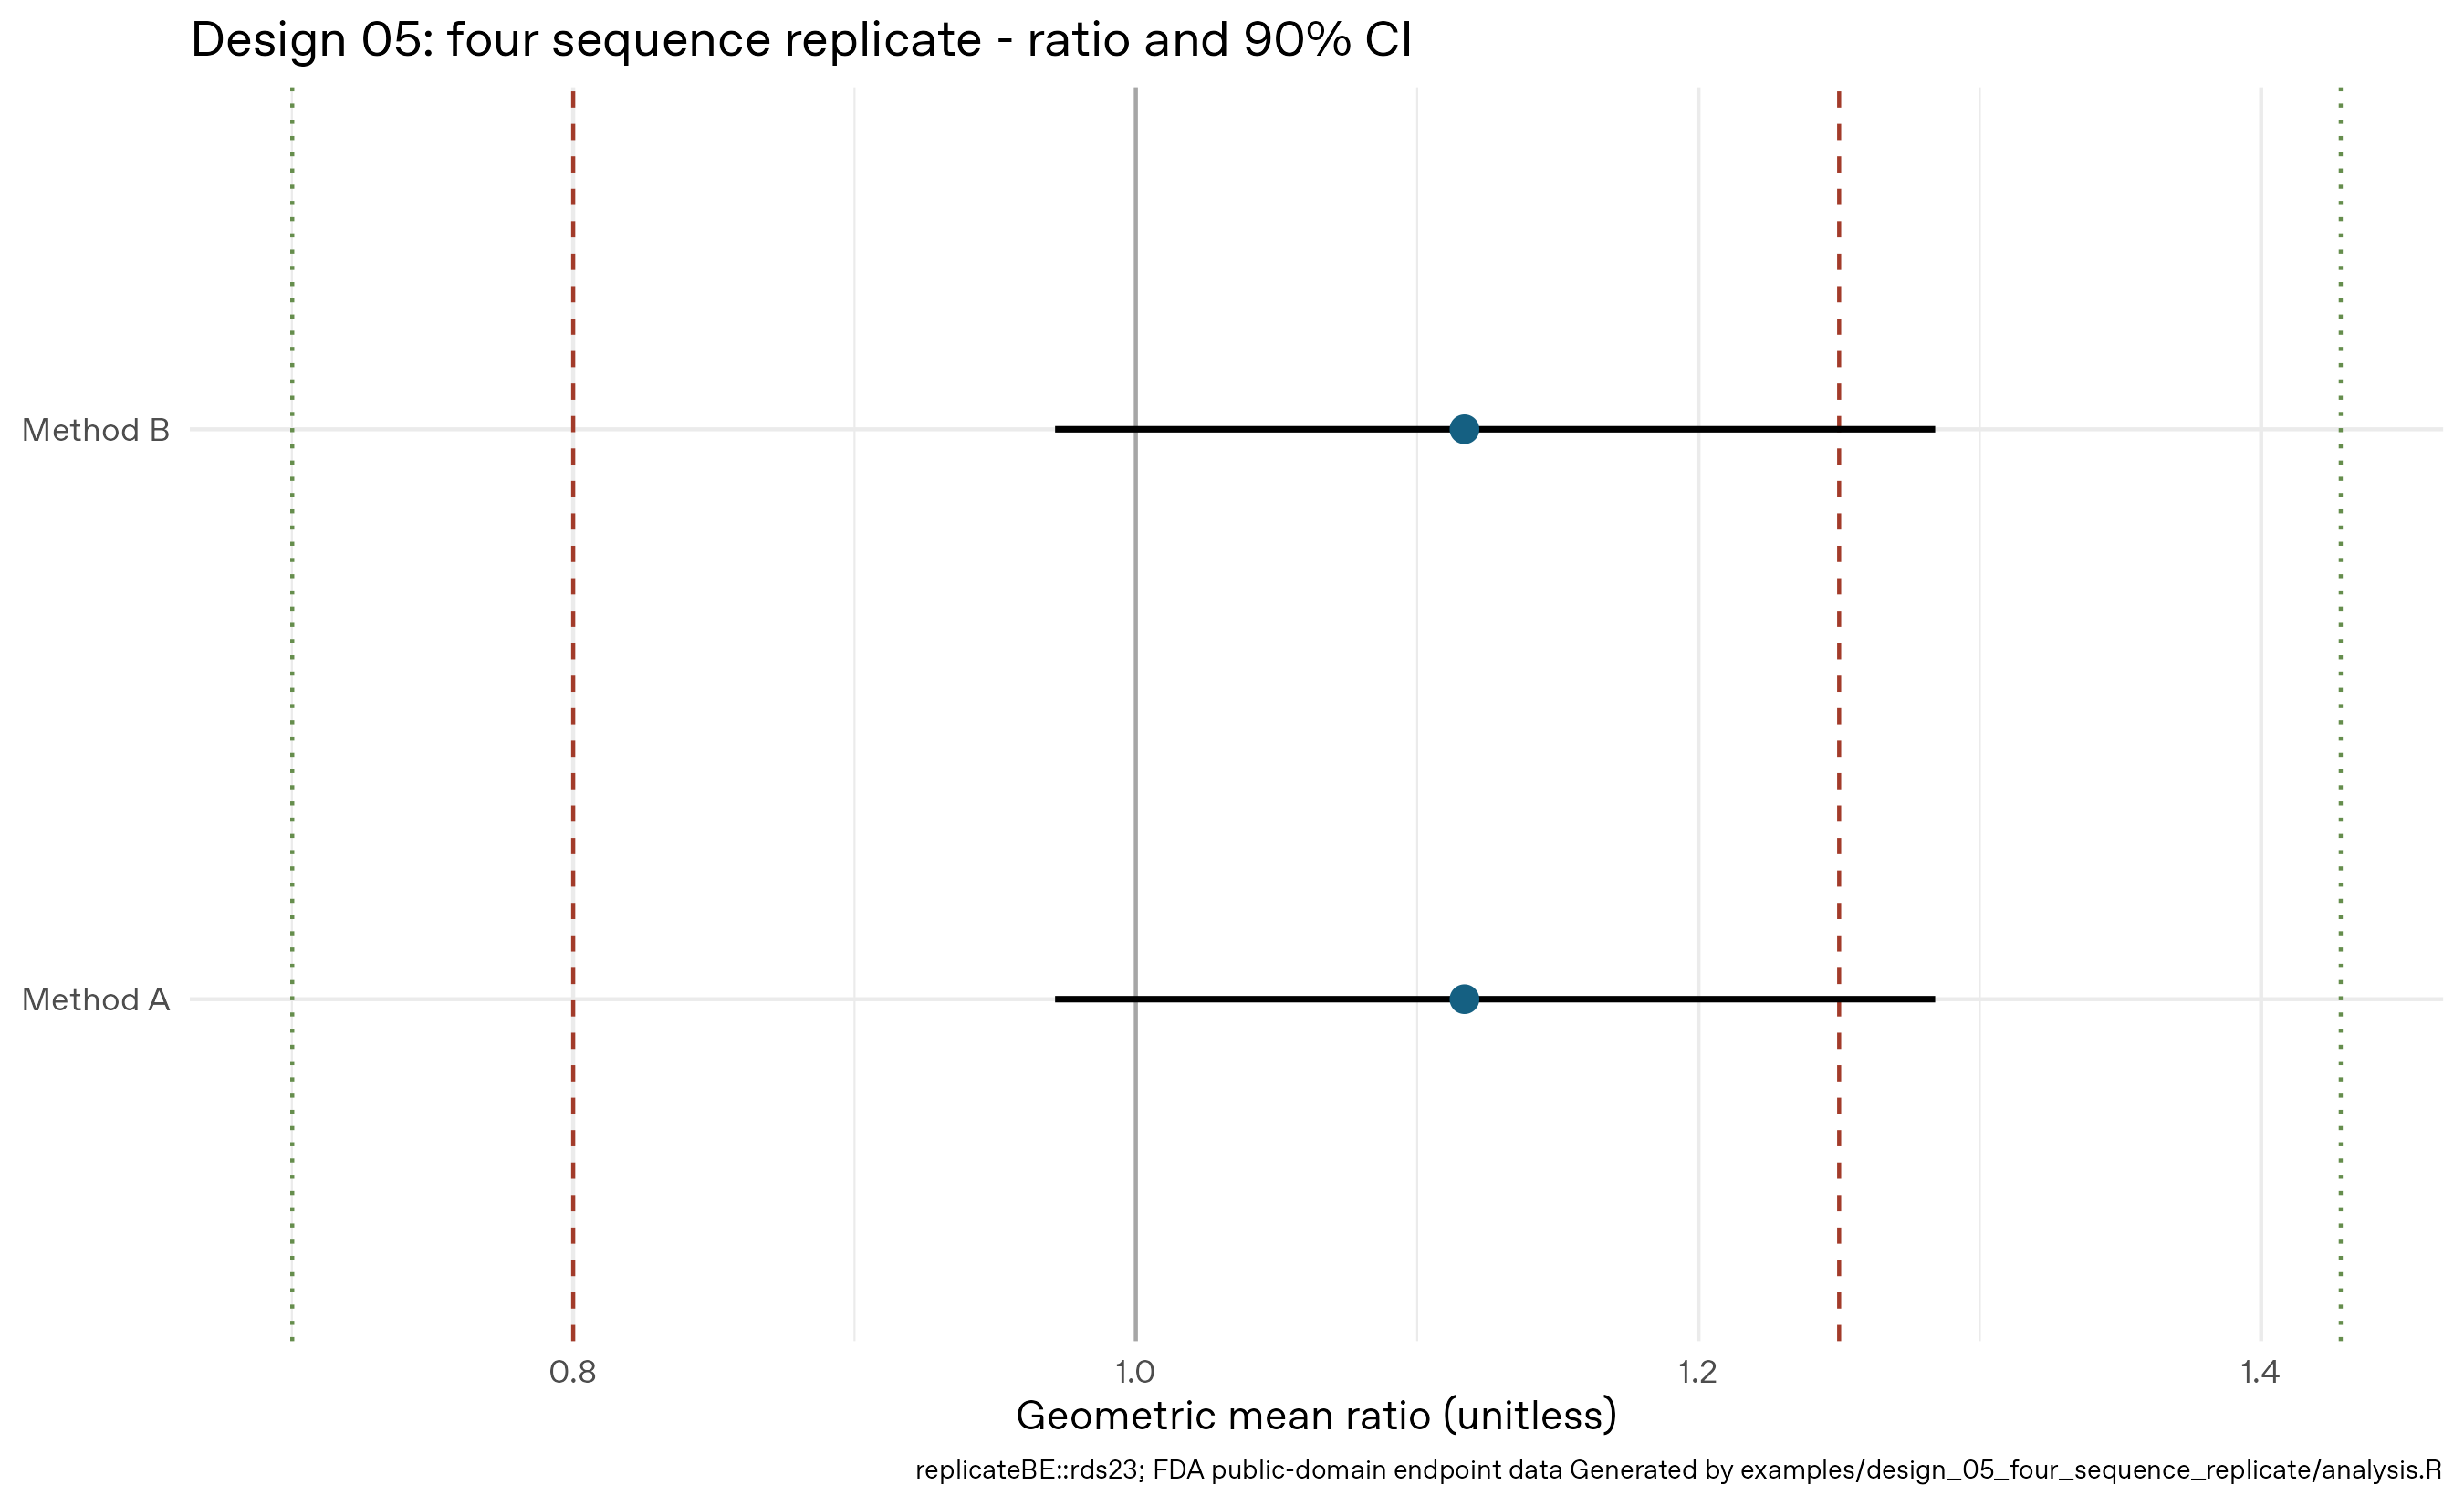 Design 05: four sequence replicate - ratio and 90% CI
Method B
Method A
0.8 1.0 1.2 1.4
Geometric mean ratio (unitless)
replicateBE::rds23; FDA public-domain endpoint data Generated by examples/design_05_four_sequence_replicate/analysis.R